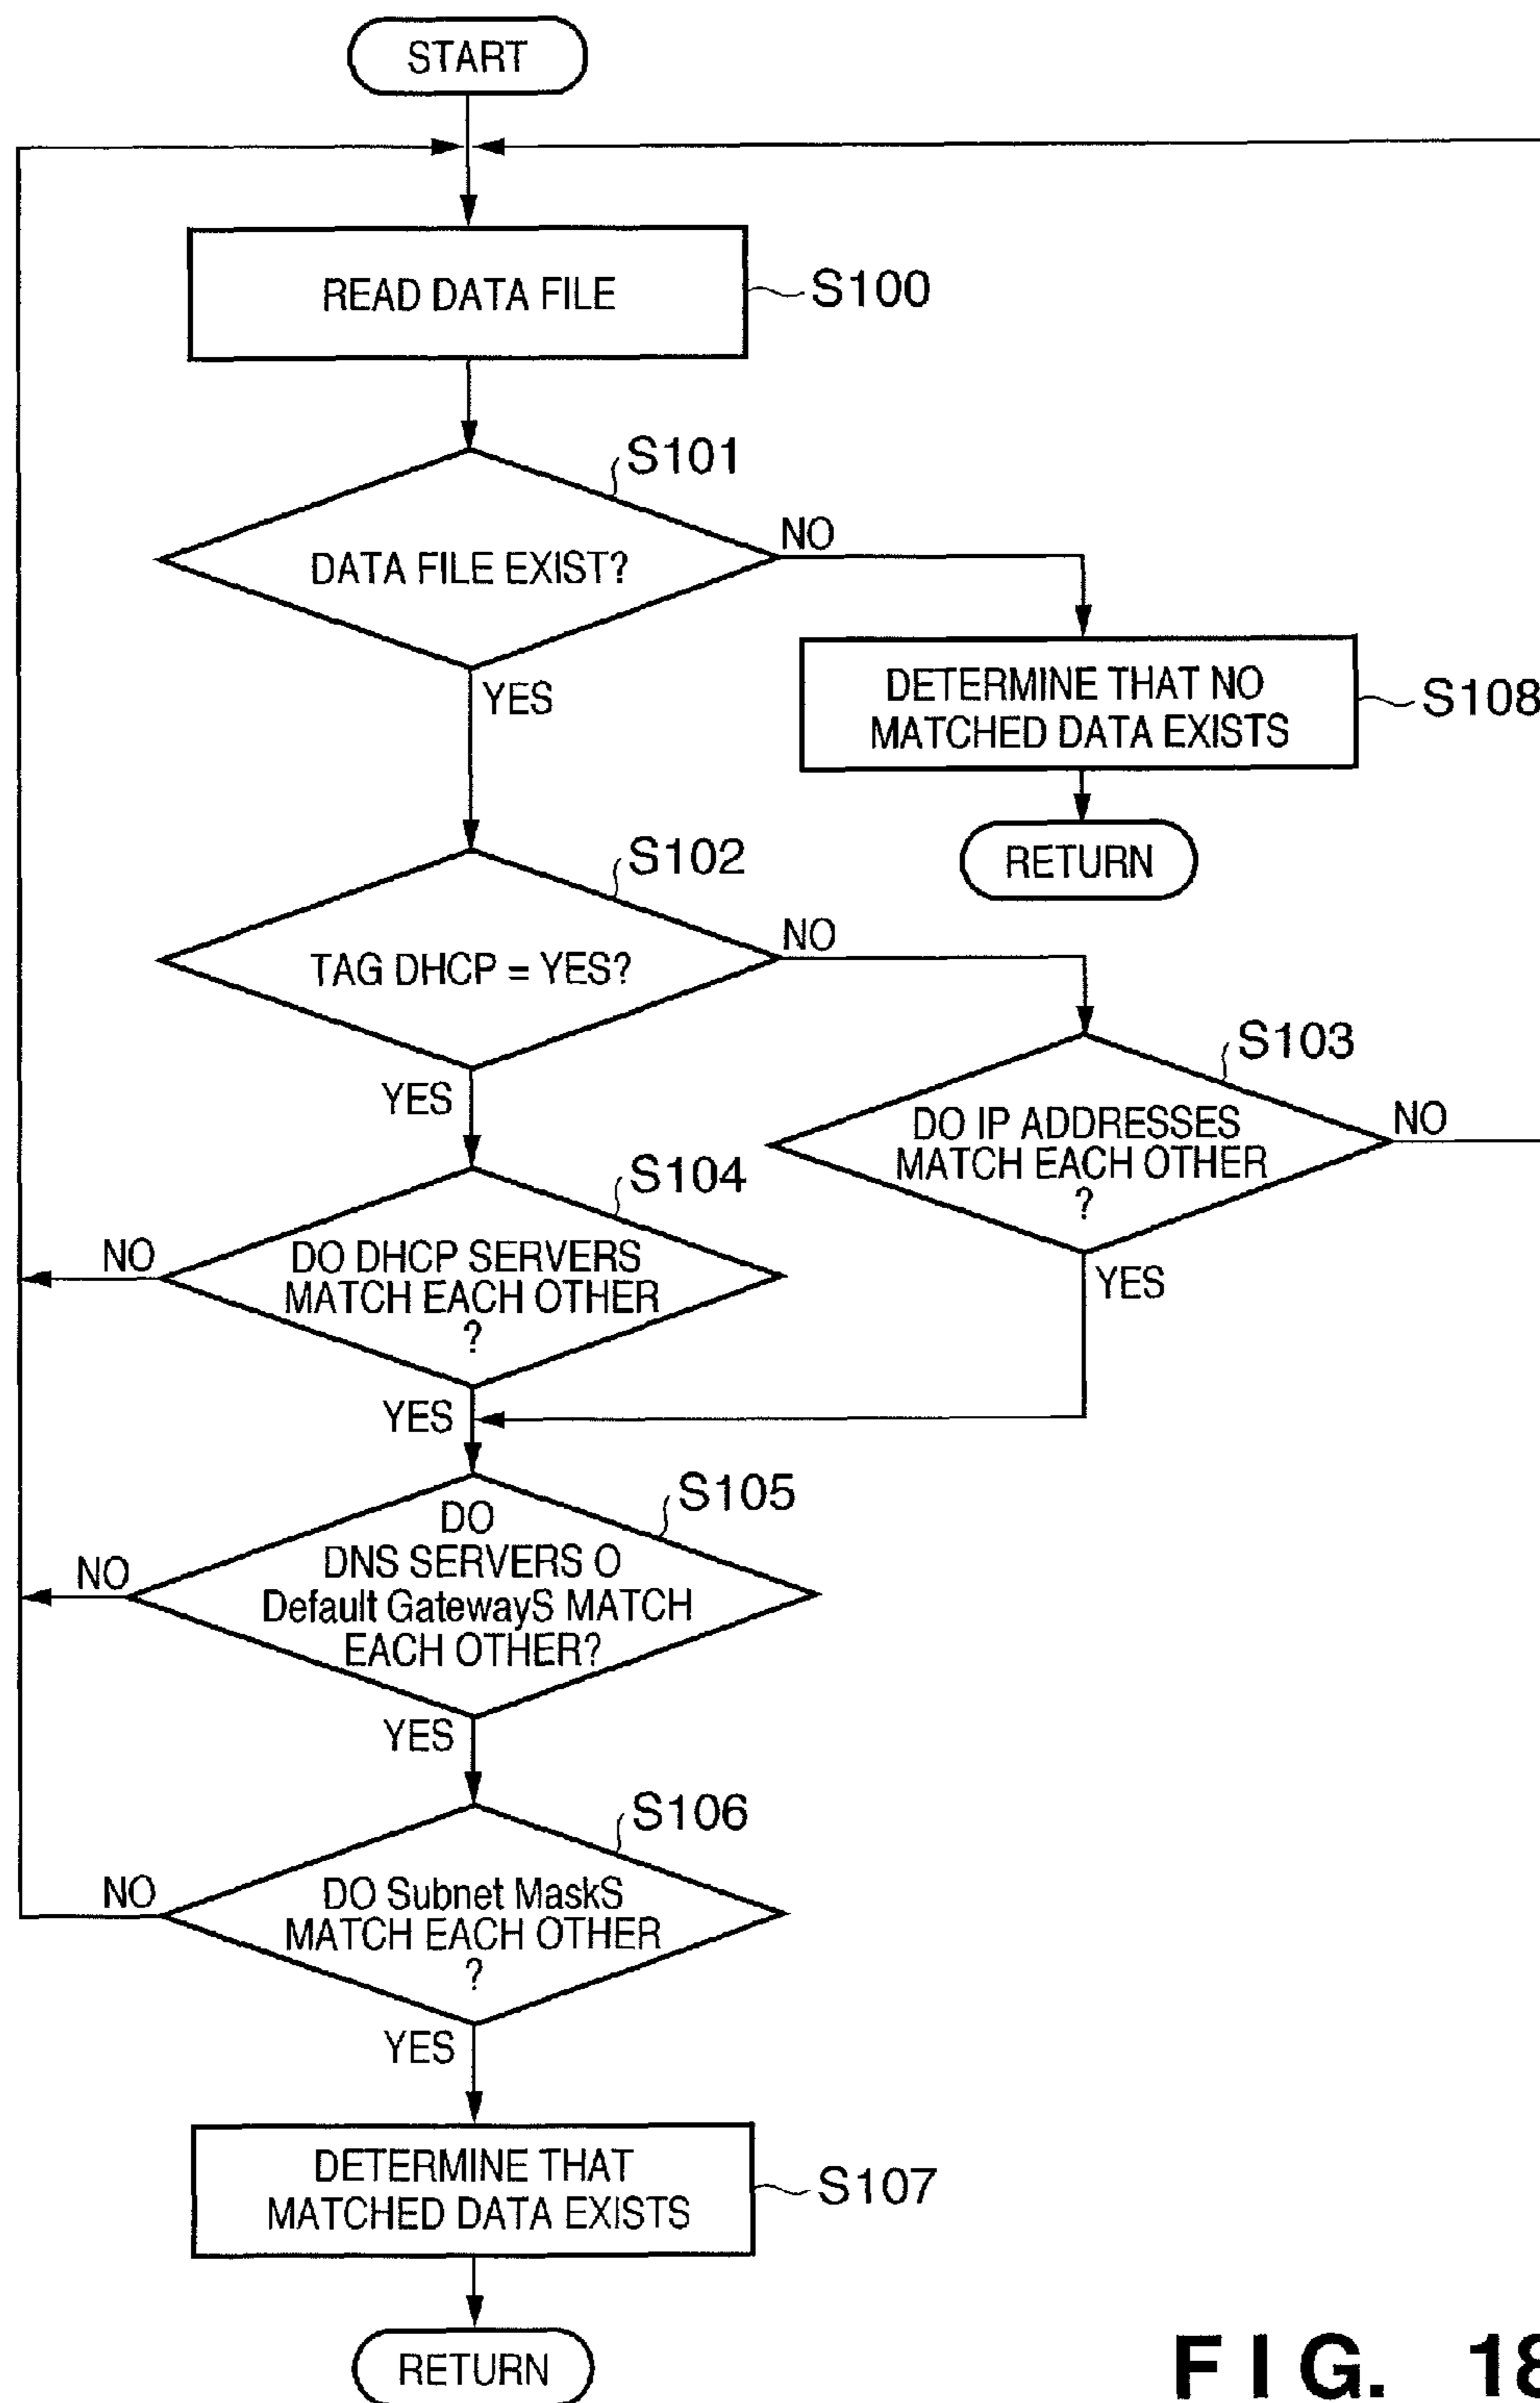 START
READ DATA FILE
S100
S101
DATA FILE EXIST?
NO
YES
DETERMINE THAT NO
MATCHED DATA EXISTS
S108
RETURN
S102
TAG DHCP = YES?
NO
YES
S103
DO IP ADDRESSES
MATCH EACH OTHER
?
NO
YES
S104
DO DHCP SERVERS
MATCH EACH OTHER
?
NO
YES
S105
DO
DNS SERVERS O
Default GatewayS MATCH
EACH OTHER?
NO
YES
S106
DO Subnet MaskS
MATCH EACH OTHER
?
NO
YES
DETERMINE THAT
MATCHED DATA EXISTS
S107
RETURN
FIG. 18